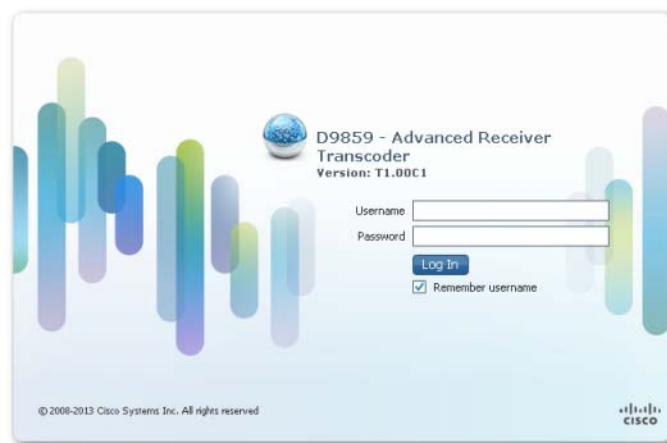 D9859 - Advanced Receiver
Transcoder
Version: T1.00C1
Username
Password
Log In
Remember username
© 2008-2013 Cisco Systems Inc. All rights reserved
CISCO